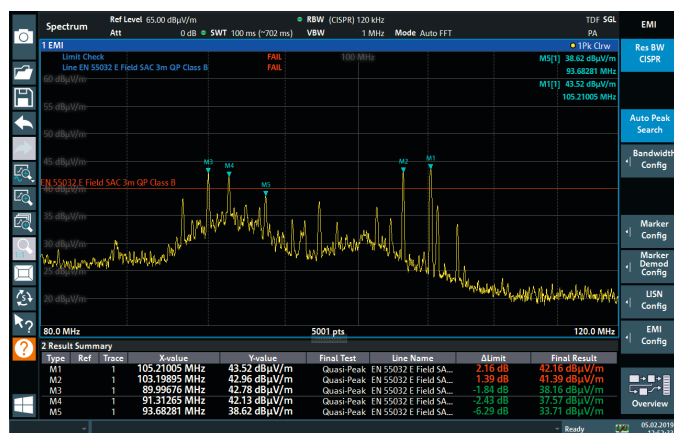 Spectrum
Ref Level 65.00 dBµV/m
RBW (CISPR) 120 kHz
TDF SGL
Att 0 dB SWT 100 ms (~702 ms) VBW 1 MHz Mode Auto FFT PA
1 EMI
1Pk Clrw
Limit Check FAIL 100 MHz
M5[1] 38.62 dBµV/m
Line EN 55032 E Field SAC 3m QP Class B FAIL
93.68281 MHz
60 dBµV/m
M1[1] 43.52 dBµV/m
105.21005 MHz
55 dBµV/m
50 dBµV/m
45 dBµV/m
M3 M4 M2 M1
M5
EN 55032 E Field SAC 3m QP Class B
40 dBµV/m
35 dBµV/m
30 dBµV/m
25 dBµV/m
20 dBµV/m
80.0 MHz 5001 pts 120.0 MHz
2 Result Summary
Type Ref Trace X-value Y-value Final Test Line Name ΔLimit Final Result
M1 1 105.21005 MHz 43.52 dBµV/m Quasi-Peak EN 55032 E Field SA... 2.16 dB 42.16 dBµV/m
M2 1 103.19895 MHz 42.96 dBµV/m Quasi-Peak EN 55032 E Field SA... 1.39 dB 41.39 dBµV/m
M3 1 89.99676 MHz 42.78 dBµV/m Quasi-Peak EN 55032 E Field SA... -1.84 dB 38.16 dBµV/m
M4 1 91.31265 MHz 42.13 dBµV/m Quasi-Peak EN 55032 E Field SA... -2.43 dB 37.57 dBµV/m
M5 1 93.68281 MHz 38.62 dBµV/m Quasi-Peak EN 55032 E Field SA... -6.29 dB 33.71 dBµV/m
Ready
05.02.2019
EMI
Res BW
CISPR
Auto Peak
Search
Bandwidth
Config
Marker
Config
Marker
Demod
Config
LISN
Config
EMI
Config
Overview